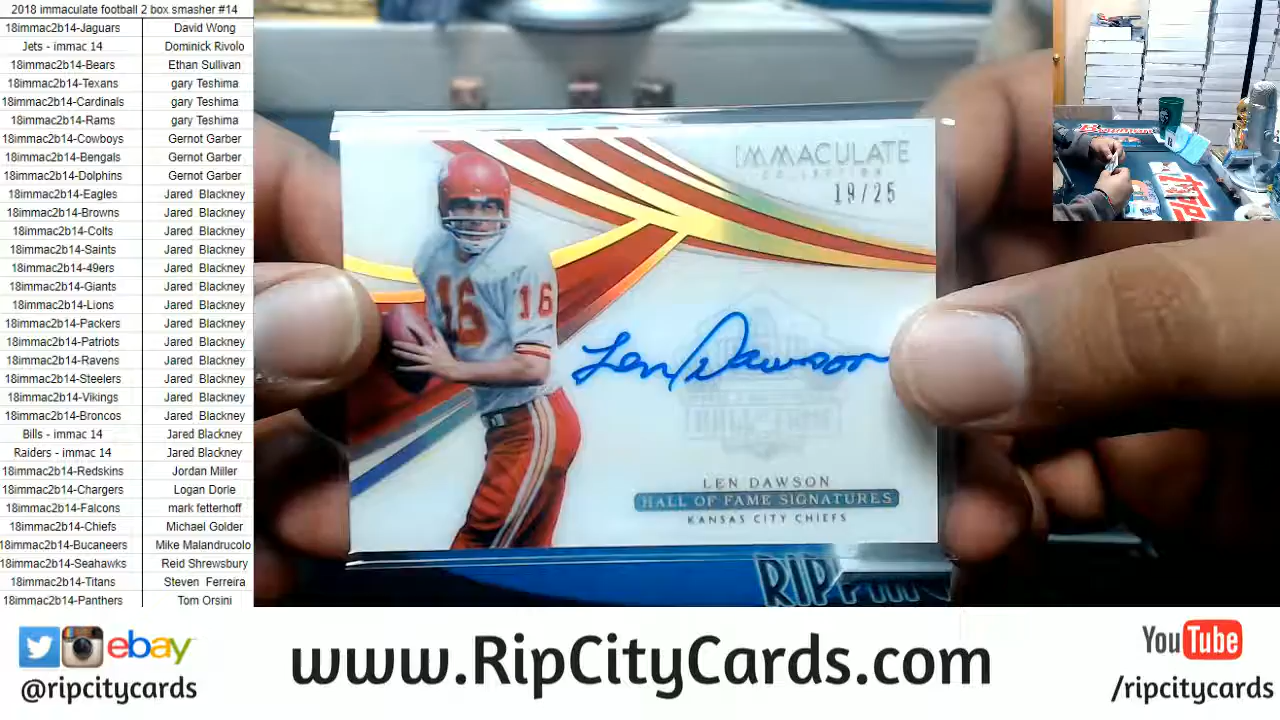 2018 immaculate football 2 box smasher #14
18immac2b14-Jaguars David Wong
Jets - immac 14 Dominick Rivolo
18immac2b14-Bears Ethan Sullivan
18immac2b14-Texans gary Teshima
18immac2b14-Cardinals gary Teshima
18immac2b14-Rams gary Teshima
18immac2b14-Cowboys Gernot Garber
18immac2b14-Bengals Gernot Garber
18immac2b14-Dolphins Gernot Garber
18immac2b14-Eagles Jared Blackney
18immac2b14-Browns Jared Blackney
18immac2b14-Colts Jared Blackney
18immac2b14-Saints Jared Blackney
18immac2b14-49ers Jared Blackney
18immac2b14-Giants Jared Blackney
18immac2b14-Lions Jared Blackney
18immac2b14-Packers Jared Blackney
18immac2b14-Patriots Jared Blackney
18immac2b14-Ravens Jared Blackney
18immac2b14-Steelers Jared Blackney
18immac2b14-Vikings Jared Blackney
18immac2b14-Broncos Jared Blackney
Bills - immac 14 Jared Blackney
Raiders - immac 14 Jared Blackney
18immac2b14-Redskins Jordan Miller
18immac2b14-Chargers Logan Dorle
18immac2b14-Falcons mark fetterhoff
18immac2b14-Chiefs Michael Golder
18immac2b14-Bucaneers Mike Malandrucolo
18immac2b14-Seahawks Reid Shrewsbury
18immac2b14-Titans Steven Ferreira
18immac2b14-Panthers Tom Orsini
IMMACULATE
COLLECTION
19/25
16
16
Len Dawson
HALL OF FAME
LEN DAWSON
HALL OF FAME SIGNATURES
KANSAS CITY CHIEFS
RIP
ebay
@ripcitycards
www.RipCityCards.com
YouTube
/ripcitycards